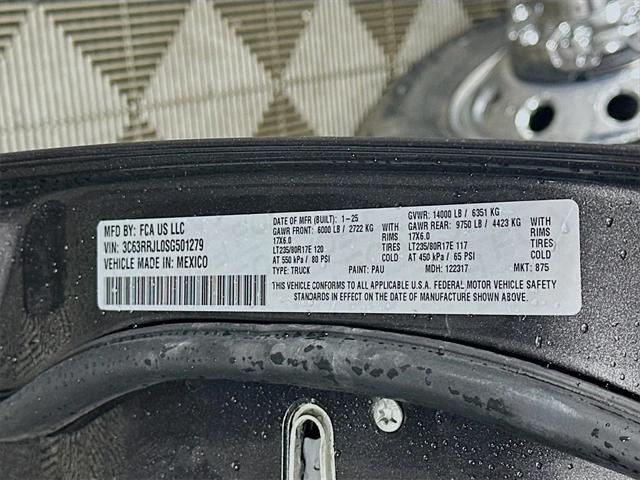 MFD BY: FCA US LLC
VIN: 3C63RRJL0SG501279
VEHICLE MADE IN: MEXICO
DATE OF MFR (BY) 1-25
GAWR FRONT: 6000 LB / 2722 KG
WITH
17X6.0
RIMS
LT235/80R17E 120
TIRES
AT 550 kPa / 80 PSI
COLD
TYPE: TRUCK
PAINT: PAU
GVWR: 14000 LB / 6351 KG
GAWR REAR: 9750 LB / 4423 KG
WITH
17X6.0
RIMS
LT235/80R17E 117
TIRES
AT 450 kPa / 65 PSI
COLD
MDH: 122317
MKT: 875
THIS VEHICLE CONFORMS TO ALL APPLICABLE U.S.A. FEDERAL MOTOR VEHICLE SAFETY
STANDARDS IN EFFECT ON THE DATE OF MANUFACTURE SHOWN ABOVE.